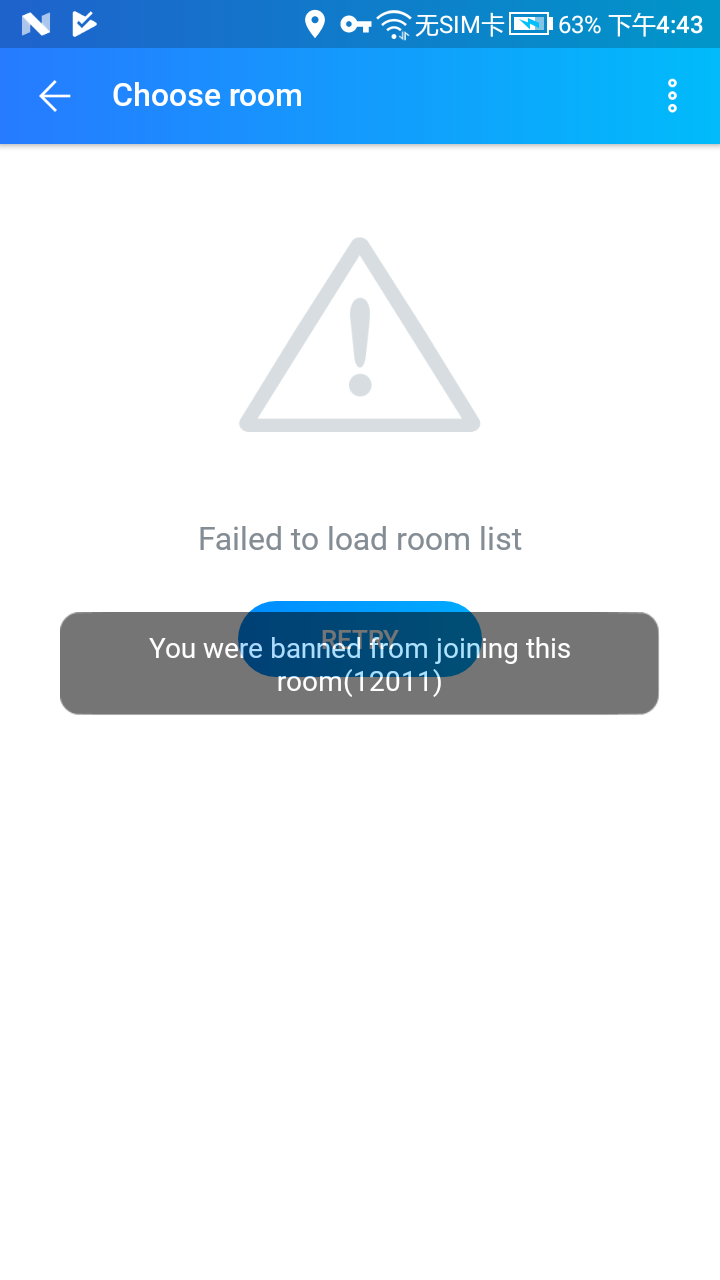 无SIM卡 63% 下午4:43
Choose room
Failed to load room list
RETRY
You were banned from joining this
room(12011)